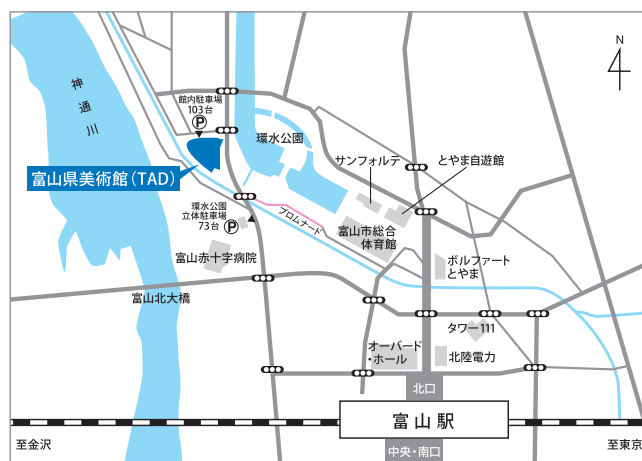 N
神通川
館内駐車場
103台
P
環水公園
サンフォルテ
とやま自遊館
富山県美術館(TAD)
環水公園
立体駐車場
73台
P
プロムナード
富山市総合
体育館
富山赤十字病院
ボルファート
とやま
富山北大橋
タワー111
オーバード
・ホール
北陸電力
北口
富山駅
至金沢
中央・南口
至東京